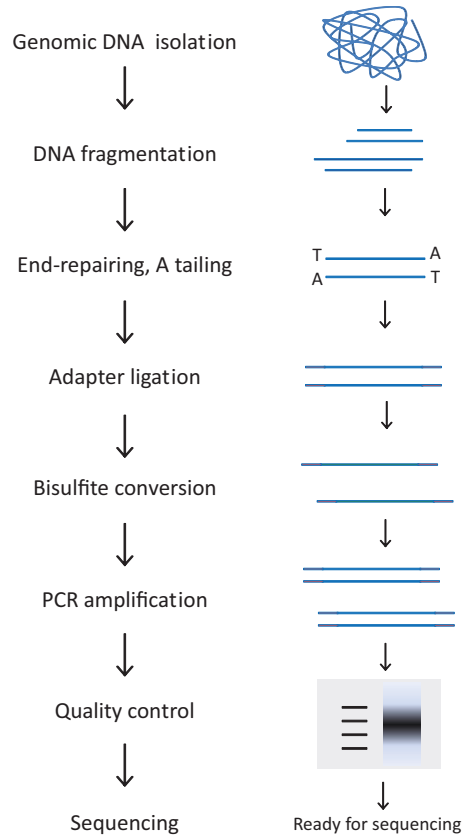 Genomic DNA isolation
DNA fragmentation
End-repairing, A tailing
T A
A T
Adapter ligation
Bisulfite conversion
PCR amplification
Quality control
Sequencing
Ready for sequencing